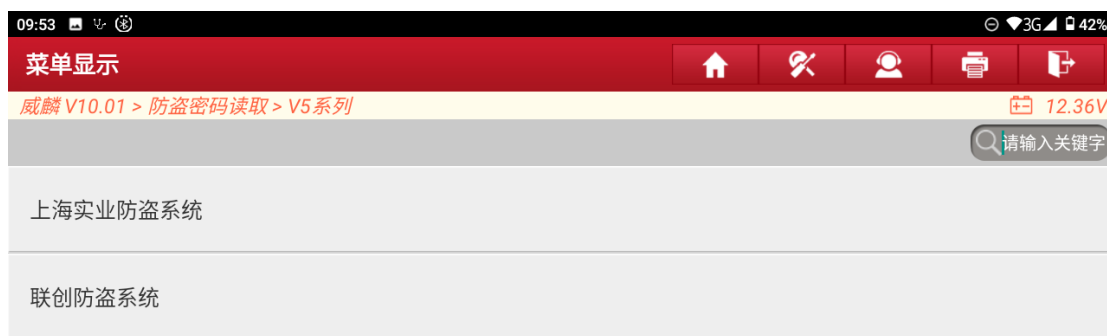 09:53 3G 42%
菜单显示
威麟 V10.01 > 防盗密码读取 > V5系列 12.36V
请输入关键字
上海实业防盗系统
联创防盗系统